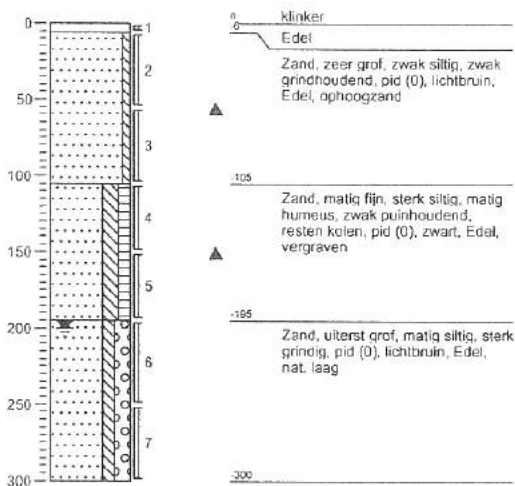 0
1
0
klinker
-6
Edel
2
Zand, zeer grof, zwak siltig, zwak
grindhoudend, pid (0), lichtbruin,
Edel, ophoogzand
50
3
100
-105
4
Zand, matig fijn, sterk siltig, matig
humeus, zwak puinhoudend,
resten kolen, pid (0), zwart, Edel,
vergraven
150
5
-195
200
6
Zand, uiterst grof, matig siltig, sterk
grindig, pid (0), lichtbruin, Edel,
nat. laag
250
7
300
-300